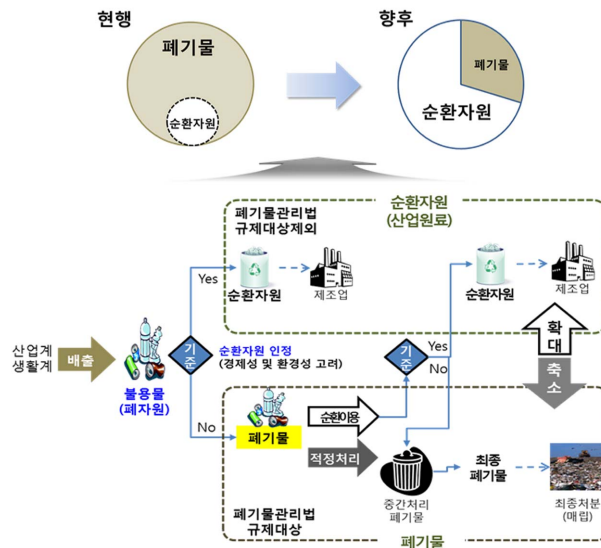 현행
향후
폐기물
순환자원
폐기물
순환자원
순환자원
(산업원료)
폐기물관리법
규제대상제외
순환자원
제조업
순환자원
제조업
Yes
산업계
생활계
배출
불용물
(폐자원)
기준
순환자원 인정
(경제성 및 환경성 고려)
기준
Yes
No
확대
축소
No
폐기물
순환이용
적정처리
중간처리
폐기물
최종
폐기물
최종처분
(매립)
폐기물관리법
규제대상
폐기물